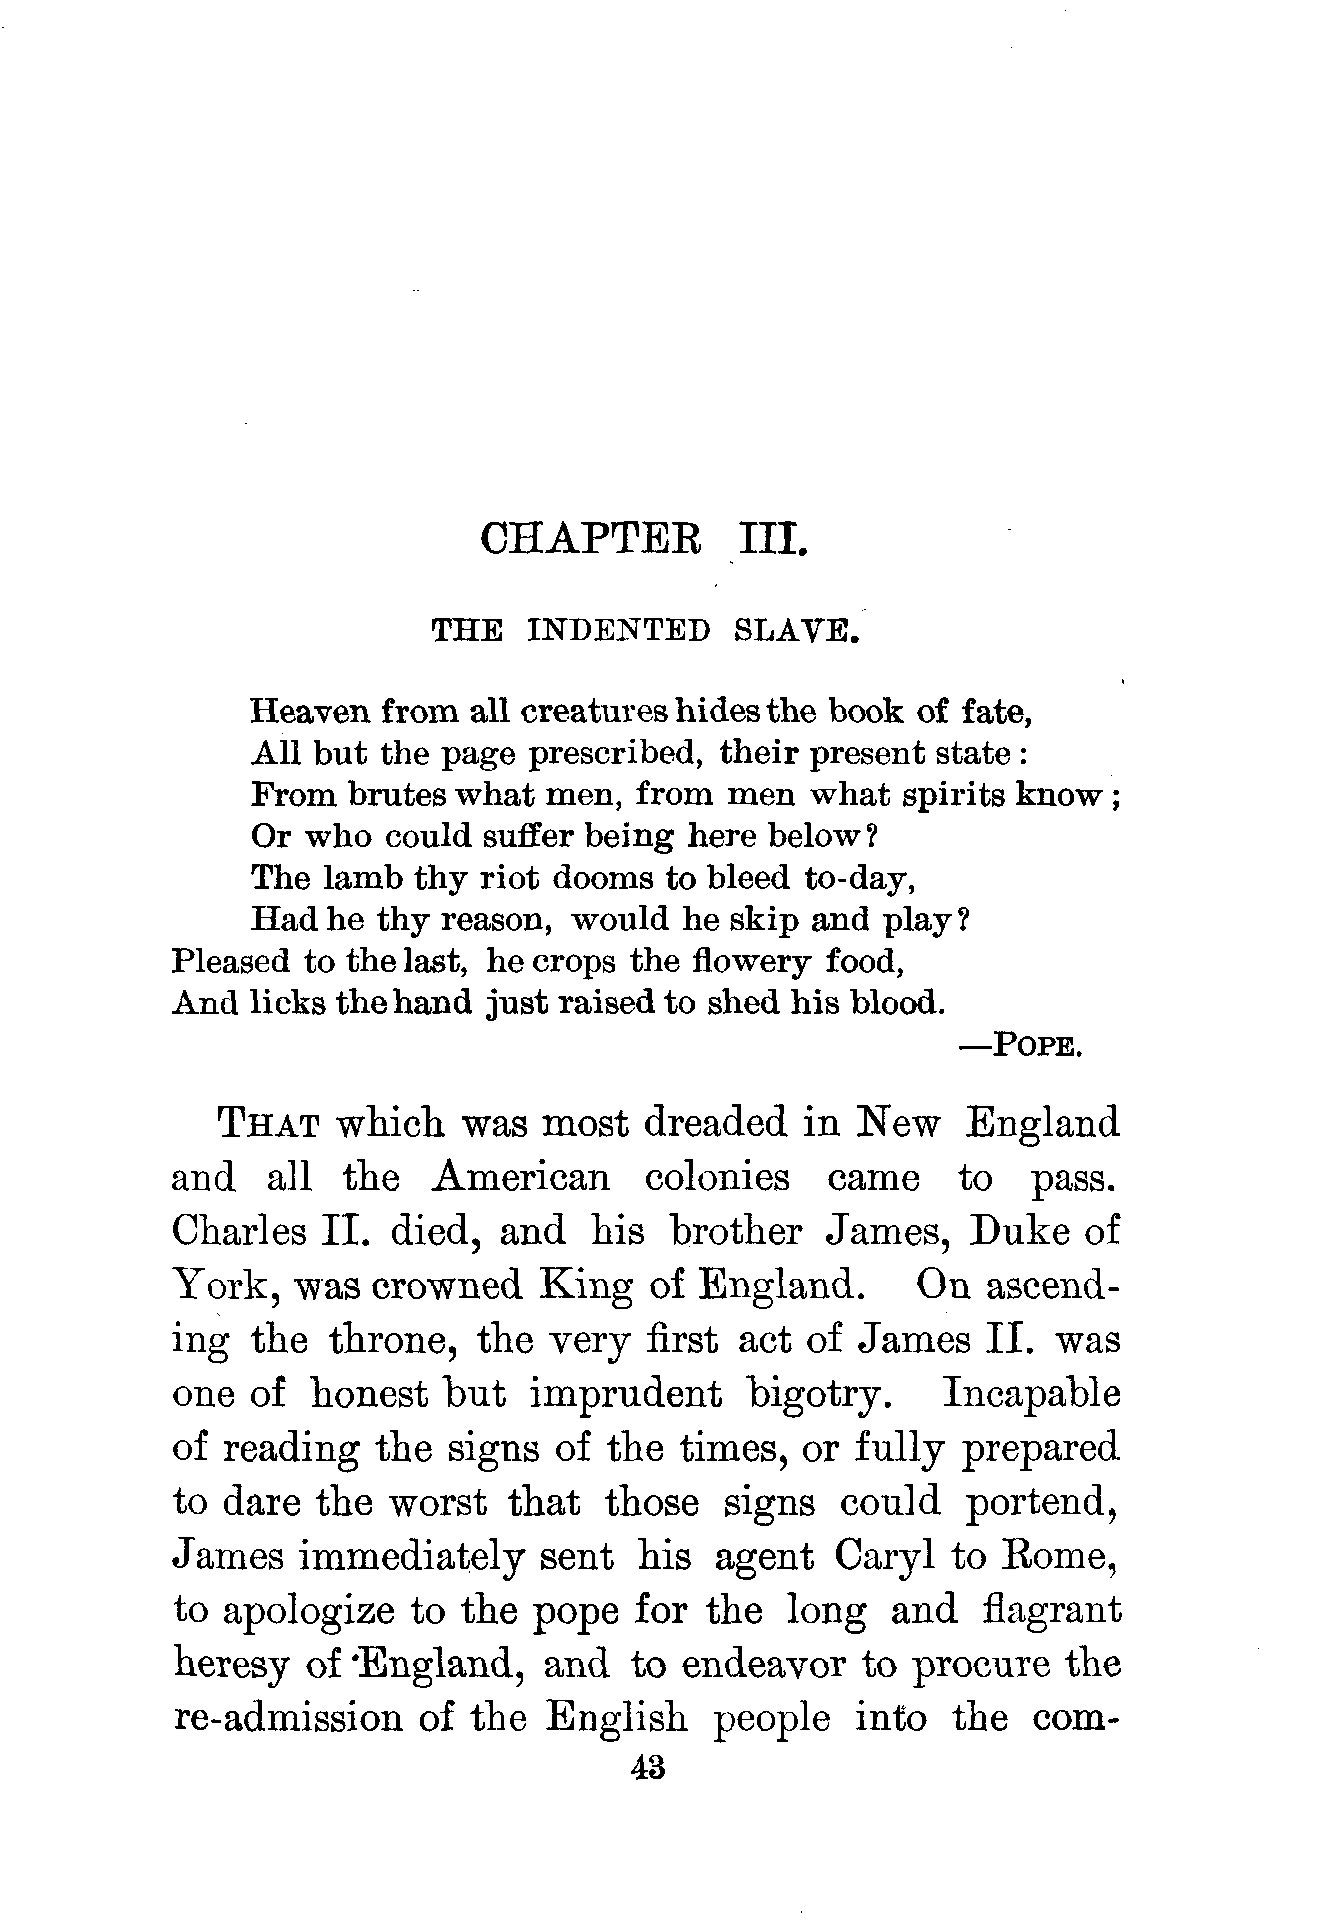 CHAPTER III.
THE INDENTED SLAVE.
Heaven from all creatures hides the book of fate,
All but the page prescribed, their present state :
From brutes what men, from men what spirits know ;
Or who could suffer being here below?
The lamb thy riot dooms to bleed to-day,
Had he thy reason, would he skip and play?
Pleased to the last, he crops the flowery food,
And licks the hand just raised to shed his blood.
—POPE.
THAT which was most dreaded in New England
and all the American colonies came to pass.
Charles II. died, and his brother James, Duke of
York, was crowned King of England. On ascend-
ing the throne, the very first act of James II. was
one of honest but imprudent bigotry. Incapable
of reading the signs of the times, or fully prepared
to dare the worst that those signs could portend,
James immediately sent his agent Caryl to Rome,
to apologize to the pope for the long and flagrant
heresy of England, and to endeavor to procure the
re-admission of the English people into the com-
43